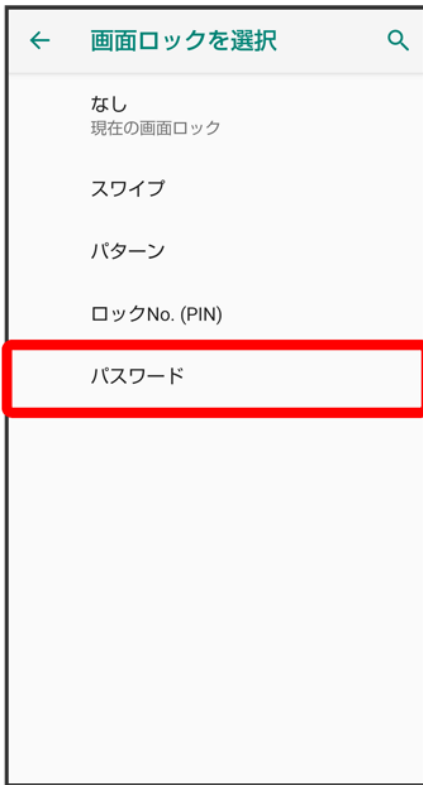 画面ロックを選択
なし
現在の画面ロック
スワイプ
パターン
ロックNo. (PIN)
パスワード